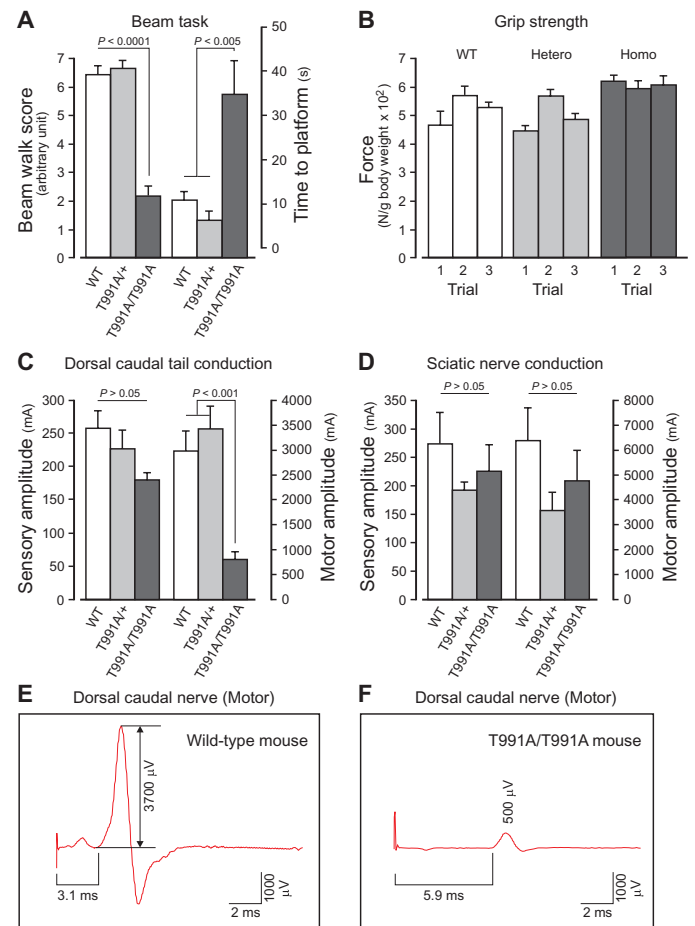 A
Beam task
P < 0.0001
P < 0.005
7
6
5
4
3
2
1
0
Beam walk score
(arbitrary unit)
50
40
30
20
10
0
Time to platform (s)
WT
T991A/+
T991A/T991A
WT
T991A/+
T991A/T991A
B
Grip strength
WT
Hetero
Homo
7
6
5
4
3
2
1
0
Force
(N/g body weight x 10²)
1 2 3
1 2 3
1 2 3
Trial
Trial
Trial
C
Dorsal caudal tail conduction
P > 0.05
P < 0.001
300
250
200
150
100
50
0
Sensory amplitude (mA)
4000
3500
3000
2500
2000
1500
1000
500
0
Motor amplitude (mA)
WT
T991A/+
T991A/T991A
WT
T991A/+
T991A/T991A
D
Sciatic nerve conduction
P > 0.05
P > 0.05
350
300
250
200
150
100
50
0
Sensory amplitude (mA)
8000
7000
6000
5000
4000
3000
2000
1000
0
Motor amplitude (mA)
WT
T991A/+
T991A/T991A
WT
T991A/+
T991A/T991A
E
Dorsal caudal nerve (Motor)
Wild-type mouse
3700 µV
3.1 ms
1000
µV
2 ms
F
Dorsal caudal nerve (Motor)
T991A/T991A mouse
500 µV
5.9 ms
1000
µV
2 ms